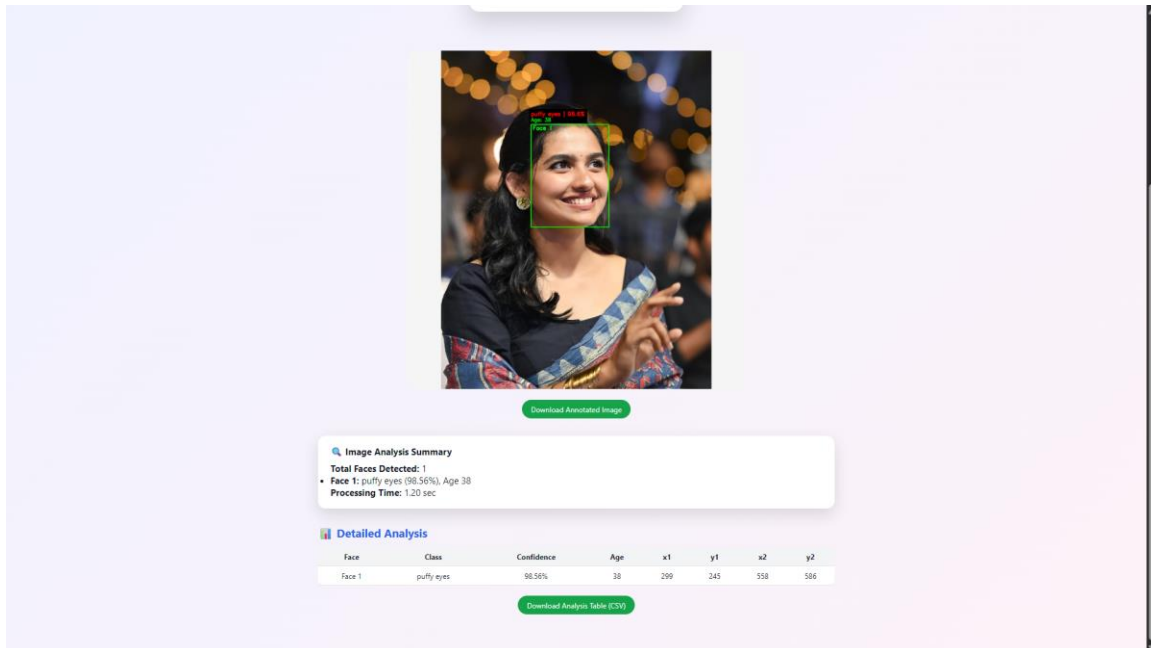 puffy eyes | 98.6%
Age: 38
Face 1
Download Annotated Image
🔍 Image Analysis Summary
Total Faces Detected: 1
• Face 1: puffy eyes (98.56%), Age 38
Processing Time: 1.20 sec
📊 Detailed Analysis
Face Class Confidence Age x1 y1 x2 y2
Face 1 puffy eyes 98.56% 38 299 245 558 586
Download Analysis Table (CSV)